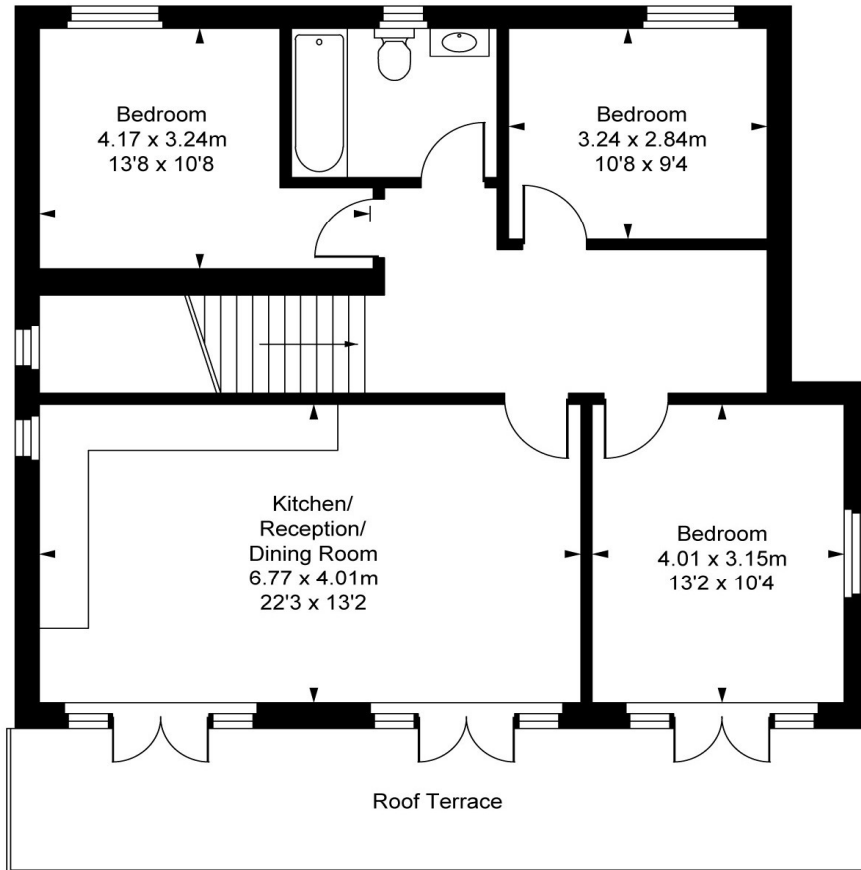 Bedroom
4.17 x 3.24m
13'8 x 10'8
Bedroom
3.24 x 2.84m
10'8 x 9'4
Kitchen/
Reception/
Dining Room
6.77 x 4.01m
22'3 x 13'2
Bedroom
4.01 x 3.15m
13'2 x 10'4
Roof Terrace